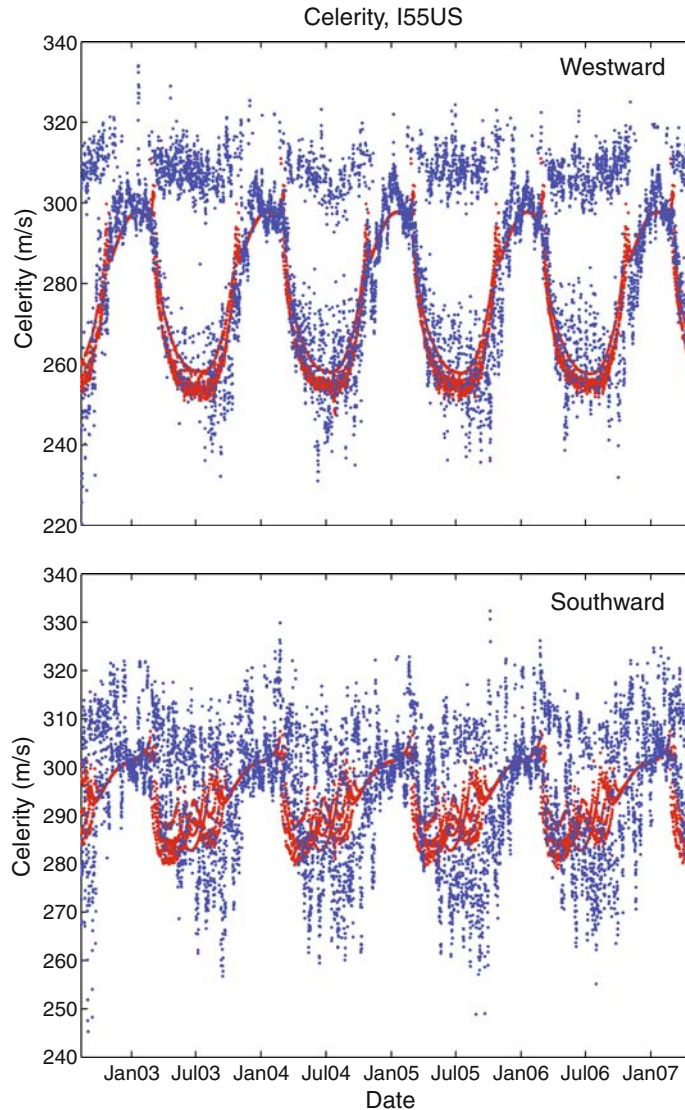 Celerity, I55US
Westward
Celerity (m/s)
340
320
300
280
260
240
220
Southward
Celerity (m/s)
340
330
320
310
300
290
280
270
260
250
240
Jan03 Jul03 Jan04 Jul04 Jan05 Jul05 Jan06 Jul06 Jan07
Date